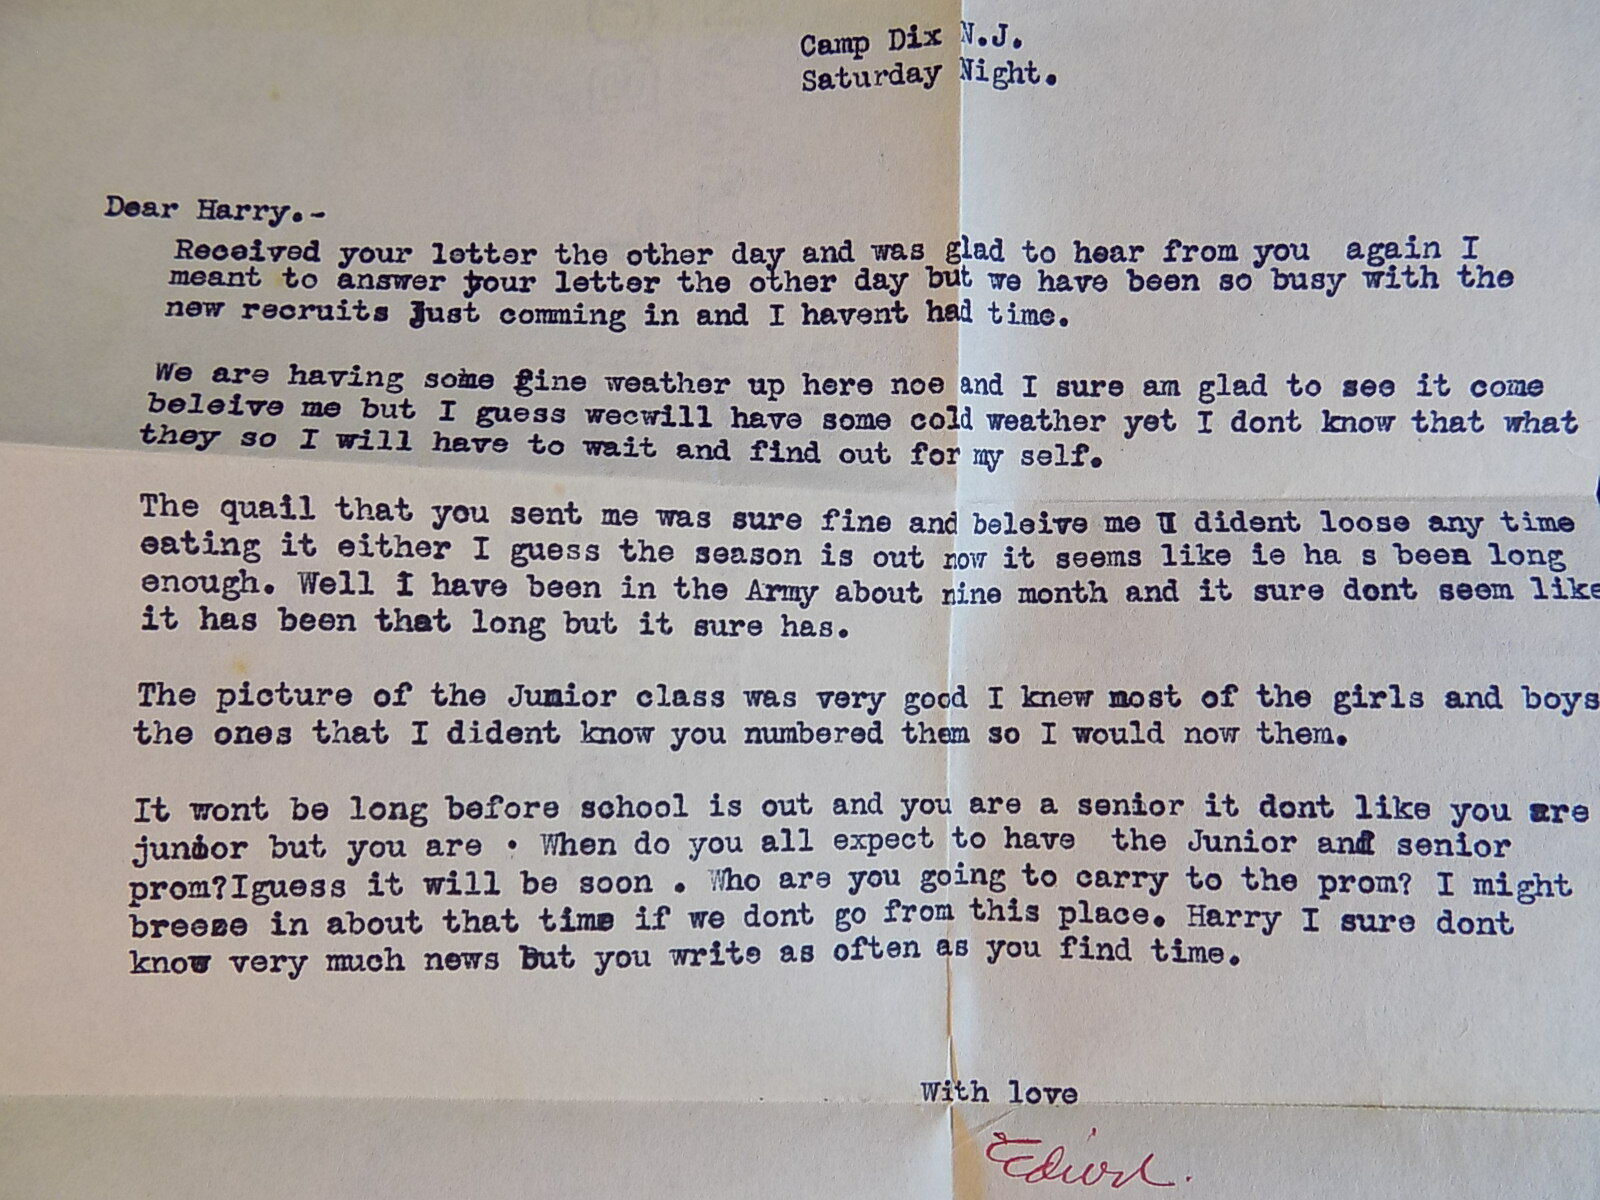 Camp Dix N.J.
Saturday Night.
Dear Harry.-
Received your letter the other day and was glad to hear from you again I
meant to answer your letter the other day but we have been so busy with the
new recruits just comming in and I havent had time.
We are having some fine weather up here noe and I sure am glad to see it come
beleive me but I guess wecwill have some cold weather yet I dont know that what
they so I will have to wait and find out for my self.
The quail that you sent me was sure fine and beleive me I dident loose any time
eating it either I guess the season is out now it seems like ie ha s been long
enough. Well I have been in the Army about nine month and it sure dont seem like
it has been that long but it sure has.
The picture of the Junior class was very good I knew most of the girls and boys
the ones that I dident know you numbered them so I would now them.
It wont be long before school is out and you are a senior it dont like you are
junior but you are . When do you all expect to have the Junior and senior
prom?Iguess it will be soon . Who are you going to carry to the prom? I might
breeze in about that time if we dont go from this place. Harry I sure dont
know very much news But you write as often as you find time.
With love